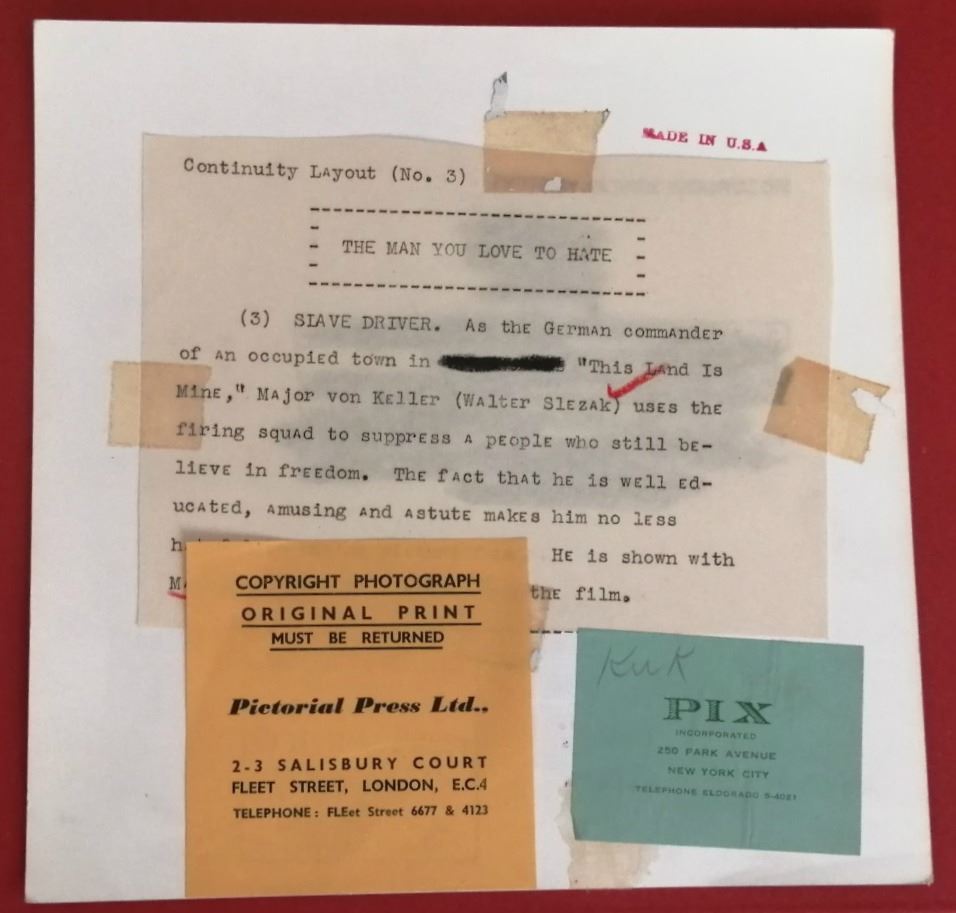 MADE IN U.S.A
Continuity Layout (No. 3)
THE MAN YOU LOVE TO HATE
(3) SLAVE DRIVER. As the German commander
of an occupied town in "This Land Is
Mine," Major von Keller (Walter Slezak) uses the
firing squad to suppress a people who still be-
lieve in freedom. The fact that he is well ed-
ucated, amusing and astute makes him no less
He is shown with
the film.
COPYRIGHT PHOTOGRAPH
ORIGINAL PRINT
MUST BE RETURNED
Pictorial Press Ltd.,
2-3 SALISBURY COURT
FLEET STREET, LONDON, E.C.4
TELEPHONE: FLEet Street 6677 & 4123
PIX
INCORPORATED
250 PARK AVENUE
NEW YORK CITY
TELEPHONE ELDORADO 5-4021